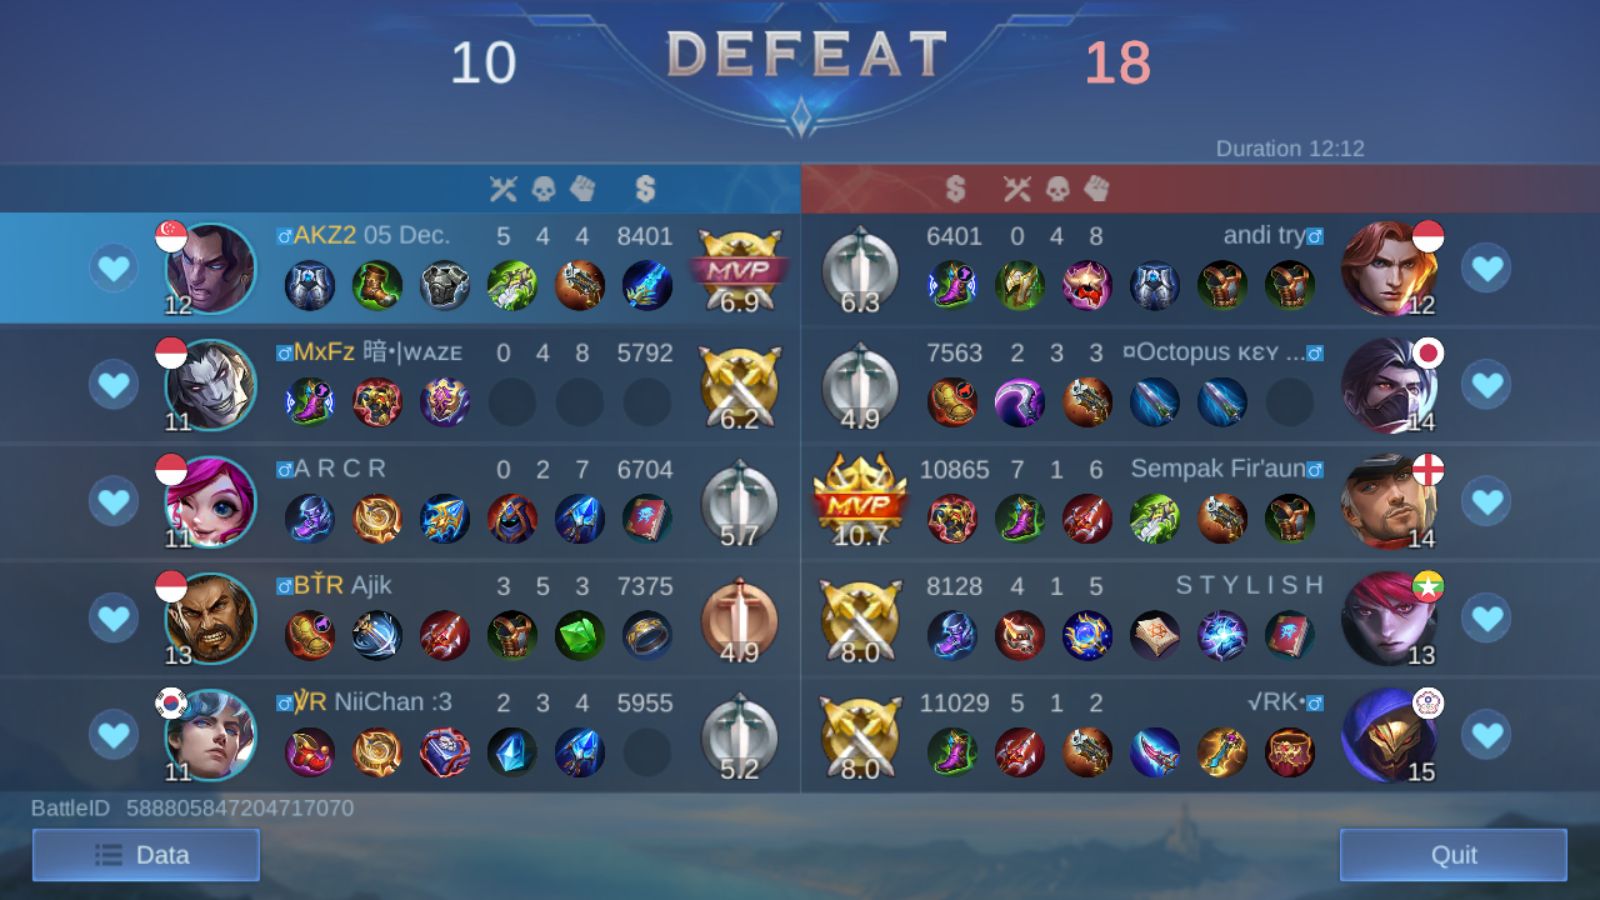 10 DEFEAT 18
Duration 12:12
AKZ2 05 Dec. 5 4 4 8401
12
MVP
6.9
6401 0 4 8 andi try
6.3
12
MxFz 暗•|ᴡᴀᴢᴇ 0 4 8 5792
11
6.2
7563 2 3 3 ¤Octopus ᴋᴇʏ ...
4.9
14
A R C R 0 2 7 6704
11
5.7
10865 7 1 6 Sempak Fir'aun
MVP
10.7
14
BŤR Ajik 3 5 3 7375
13
4.9
8128 4 1 5 S T Y L I S H
8.0
13
NiiChan :3 2 3 4 5955
11
5.2
11029 5 1 2 √RK•
8.0
15
BattleID 588805847204717070
Data
Quit